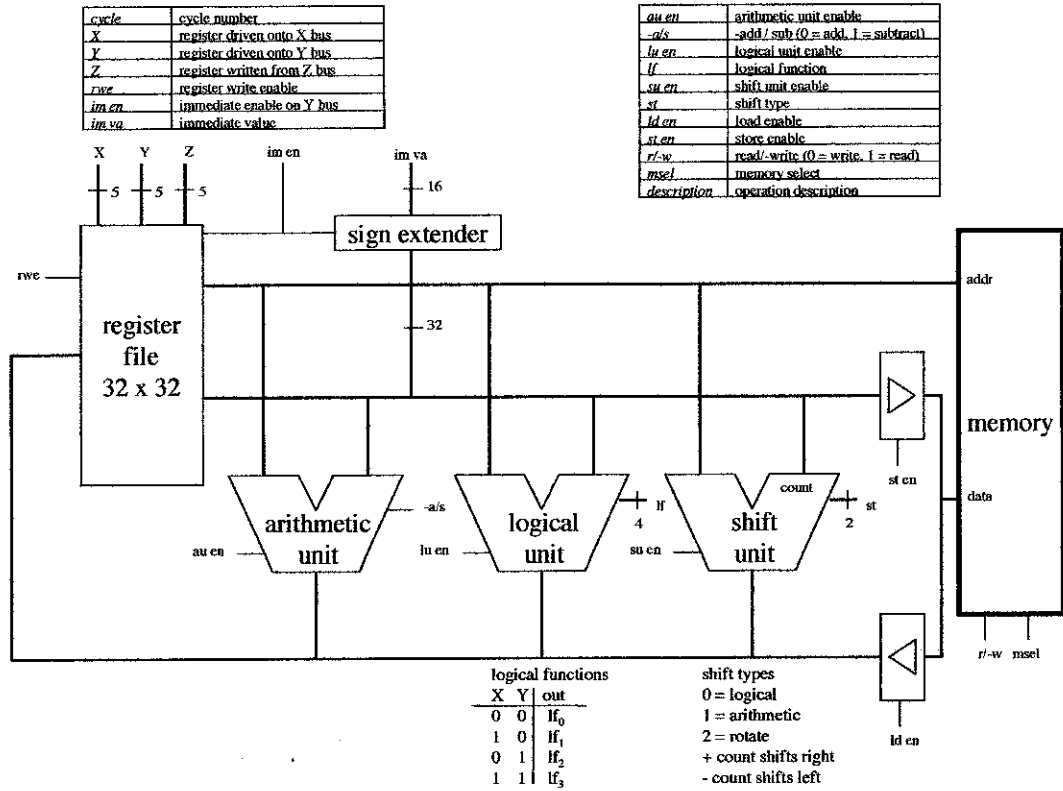 cycle cycle number
X register driven onto X bus
Y register driven onto Y bus
Z register written from Z bus
rwe register write enable
im en immediate enable on Y bus
im va immediate value
au en arithmetic unit enable
-a/s -add / sub (0 = add, 1 = subtract)
lu en logical unit enable
lf logical function
su en shift unit enable
st shift type
ld en load enable
st en store enable
r/-w read/-write (0 = write, 1 = read)
msel memory select
description operation description
X Y Z im en im va
5 5 5 16
sign extender
rwe
addr
register
file
32 x 32
32
memory
st en
data
count
-a/s
arithmetic
unit
au en
lf
4
logical
unit
lu en
st
2
shift
unit
su en
r/-w msel
ld en
logical functions
X Y out
0 0 lf0
1 0 lf1
0 1 lf2
1 1 lf3
shift types
0 = logical
1 = arithmetic
2 = rotate
+ count shifts right
- count shifts left